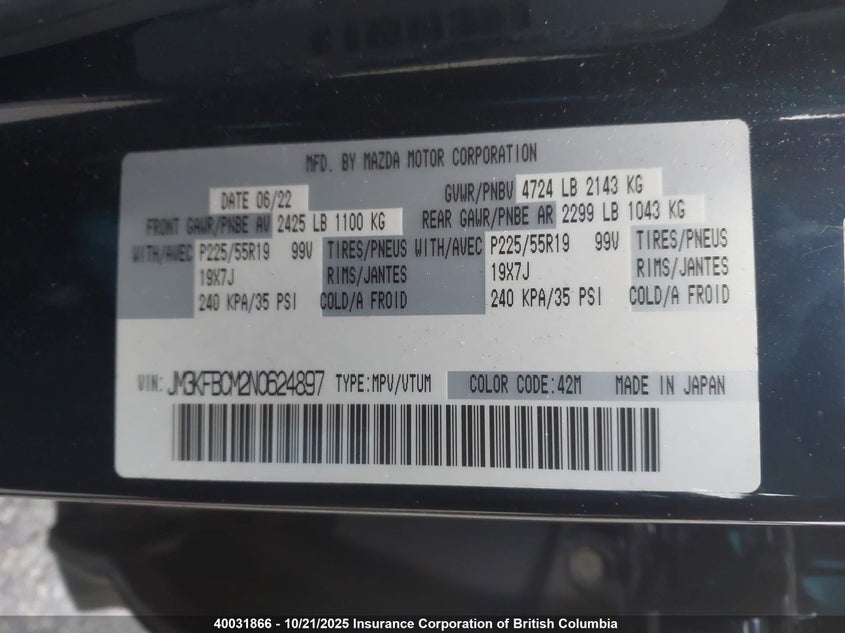 MFD. BY MAZDA MOTOR CORPORATION
DATE 06/22 GVWR/PNBV 4724 LB 2143 KG
FRONT GAWR/PNBE AV 2425 LB 1100 KG REAR GAWR/PNBE AR 2299 LB 1043 KG
WITH/AVEC P225/55R19 99V TIRES/PNEUS WITH/AVEC P225/55R19 99V TIRES/PNEUS
19X7J RIMS/JANTES 19X7J RIMS/JANTES
240 KPA/35 PSI COLD/A FROID 240 KPA/35 PSI COLD/A FROID
VIN: JM3KFBCM2N0624897 TYPE:MPV/VTUM COLOR CODE:42M MADE IN JAPAN
40031866 - 10/21/2025 Insurance Corporation of British Columbia